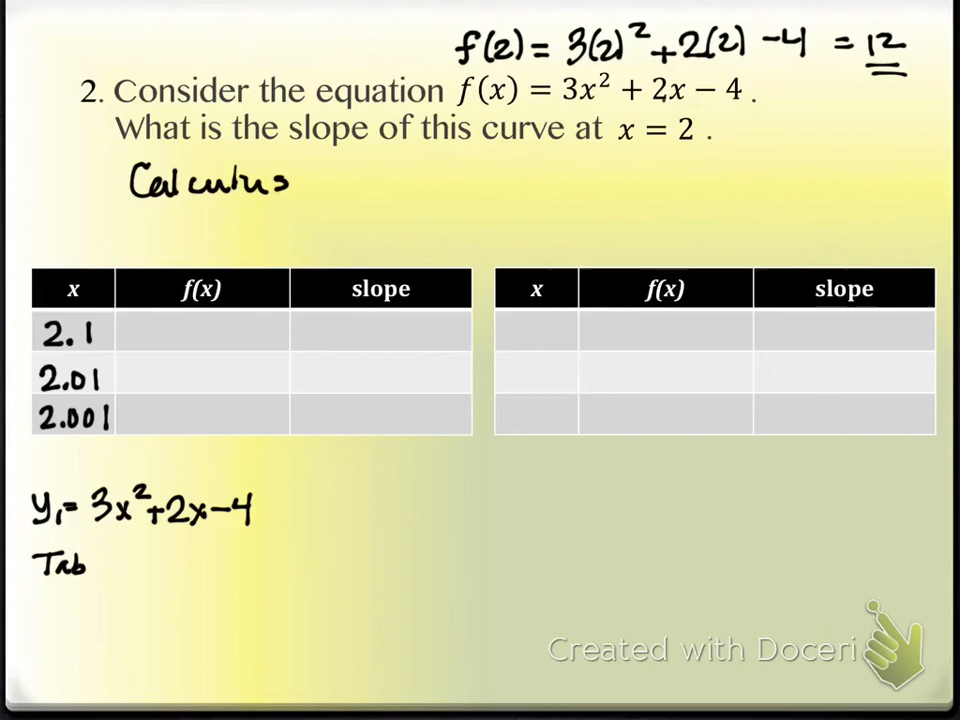 f(2) = 3(2)² + 2(2) - 4 = 12
2. Consider the equation f(x) = 3x² + 2x − 4 .
What is the slope of this curve at x = 2 .
Calculus
x f(x) slope x f(x) slope
2.1
2.01
2.001
y₁ = 3x² + 2x - 4
Tab
Created with Doceri